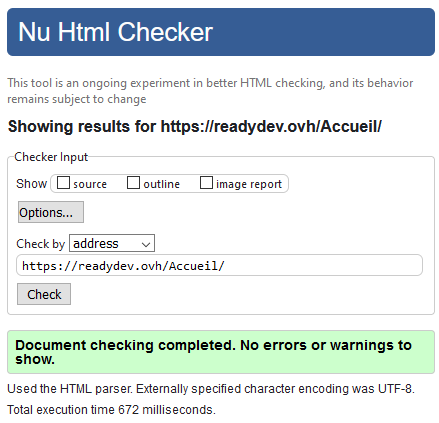 Nu Html Checker
This tool is an ongoing experiment in better HTML checking, and its behavior
remains subject to change
Showing results for https://readydev.ovh/Accueil/
Checker Input
Show source outline image report
Options...
Check by address
https://readydev.ovh/Accueil/
Check
Document checking completed. No errors or warnings to
show.
Used the HTML parser. Externally specified character encoding was UTF-8.
Total execution time 672 milliseconds.